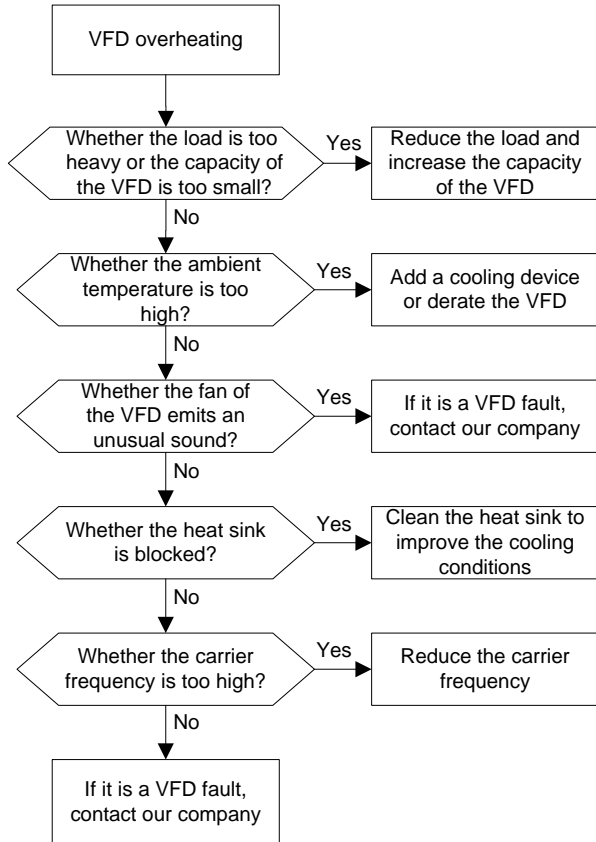 VFD overheating
Whether the load is too
heavy or the capacity of
the VFD is too small?
Yes
Reduce the load and
increase the capacity
of the VFD
No
Whether the ambient
temperature is too
high?
Yes
Add a cooling device
or derate the VFD
No
Whether the fan of
the VFD emits an
unusual sound?
Yes
If it is a VFD fault,
contact our company
No
Whether the heat sink
is blocked?
Yes
Clean the heat sink to
improve the cooling
conditions
No
Whether the carrier
frequency is too high?
Yes
Reduce the carrier
frequency
No
If it is a VFD fault,
contact our company